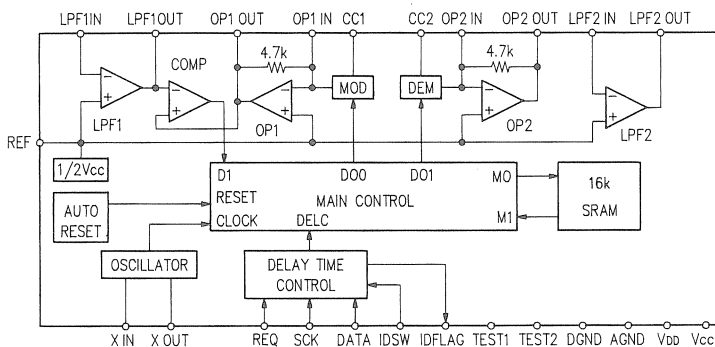 LPF1IN LPF1OUT OP1 OUT OP1 IN CC1 CC2 OP2 IN OP2 OUT LPF2 IN LPF2 OUT
4.7k 4.7k
COMP
MOD DEM
LPF1 OP1 OP2 LPF2
REF
1/2Vcc
D1 DO0 DO1 MO
RESET
MAIN CONTROL
CLOCK DELC M1
16k
SRAM
AUTO
RESET
OSCILLATOR
DELAY TIME
CONTROL
X IN X OUT REQ SCK DATA IDSW IDFLAG TEST1 TEST2 DGND AGND VDD Vcc